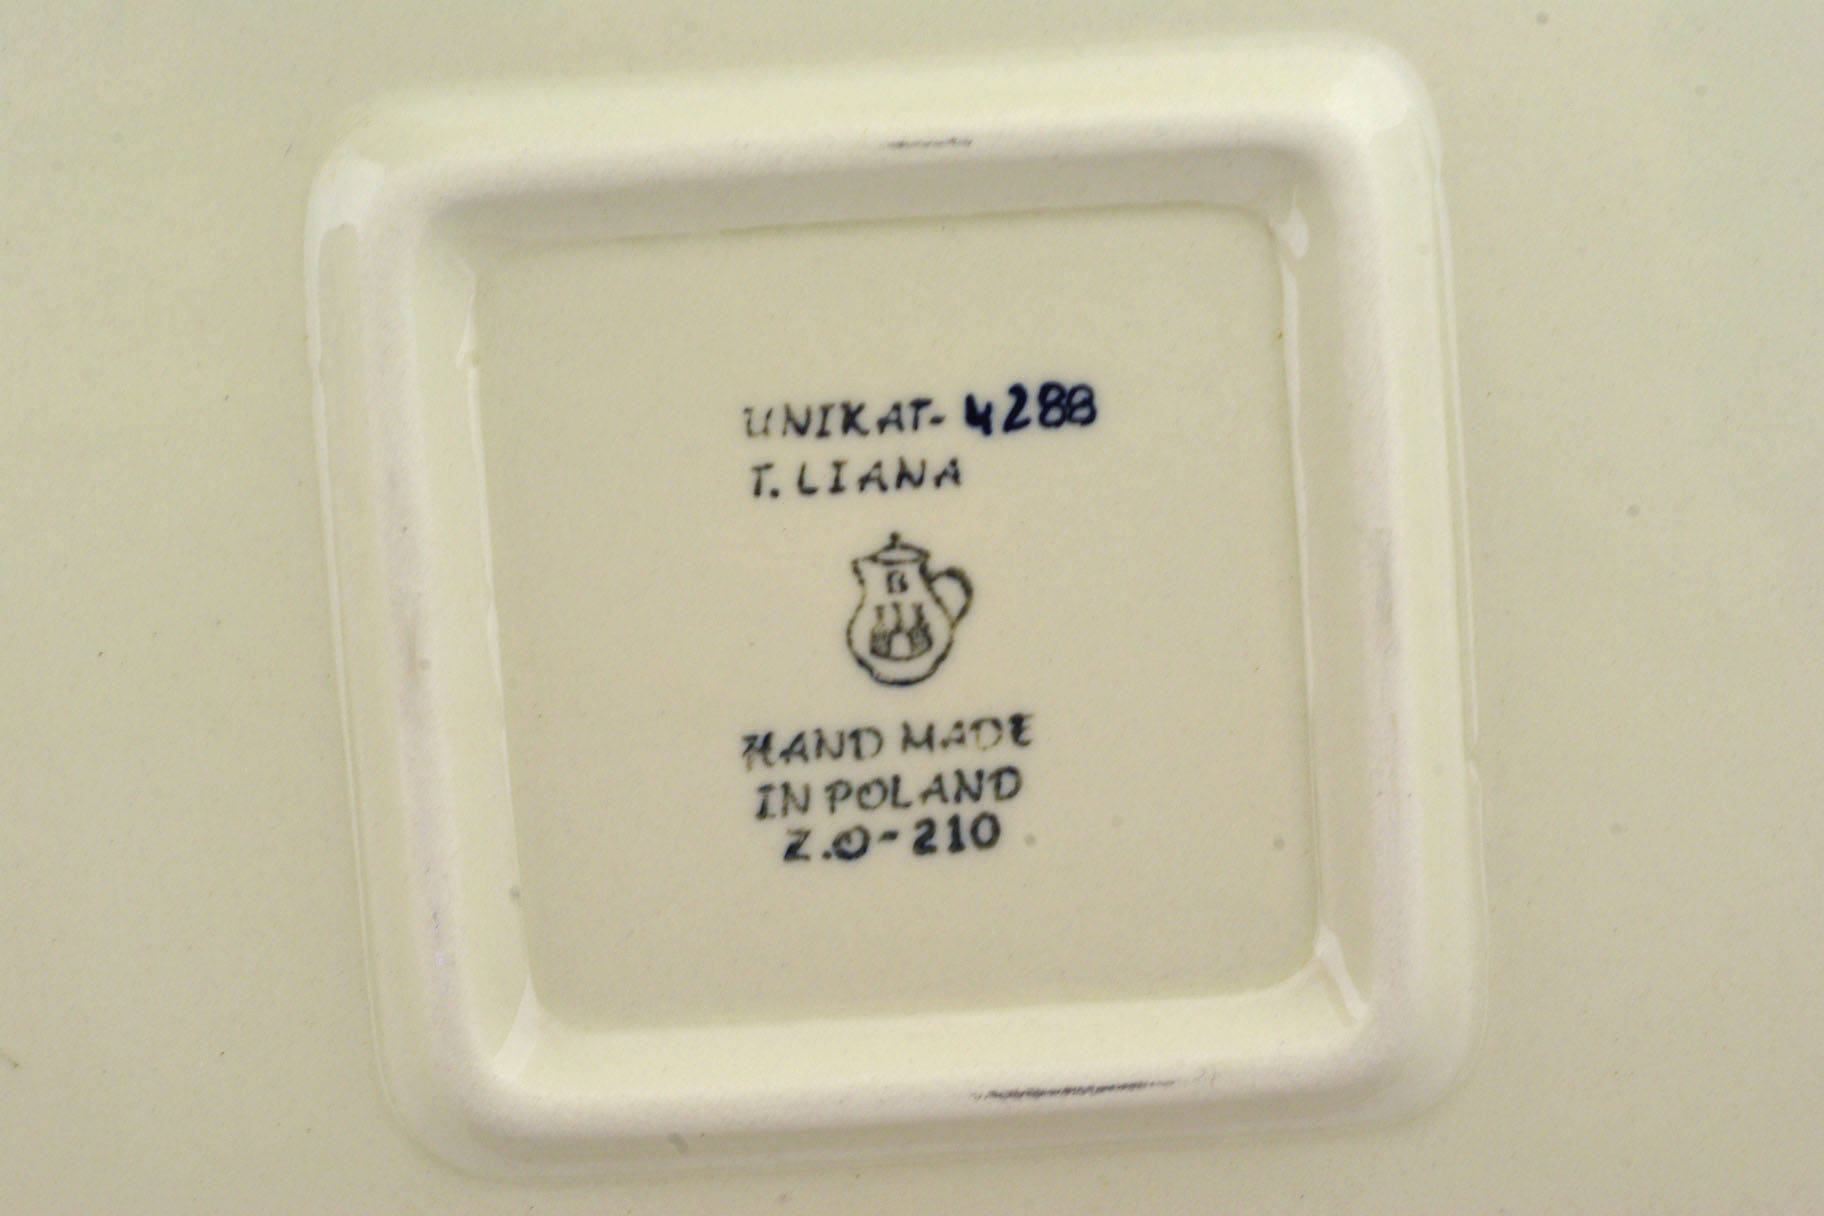 UNIKAT-4288
T. LIANA
B
HAND MADE
IN POLAND
Z.O-210